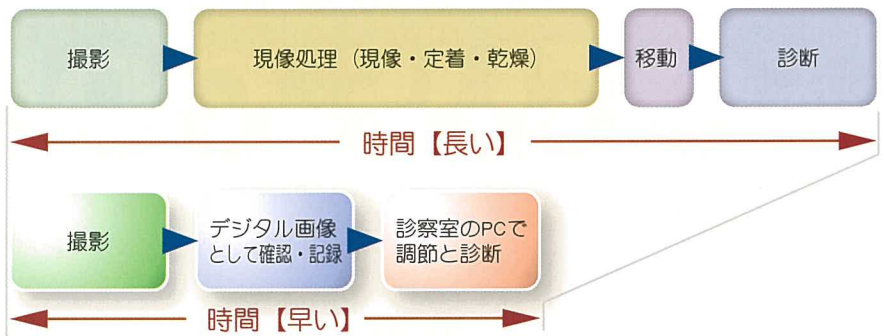 撮影
現像処理（現像・定着・乾燥）
移動
診断
時間【長い】
撮影
デジタル画像
として確認・記録
診察室のPCで
調節と診断
時間【早い】